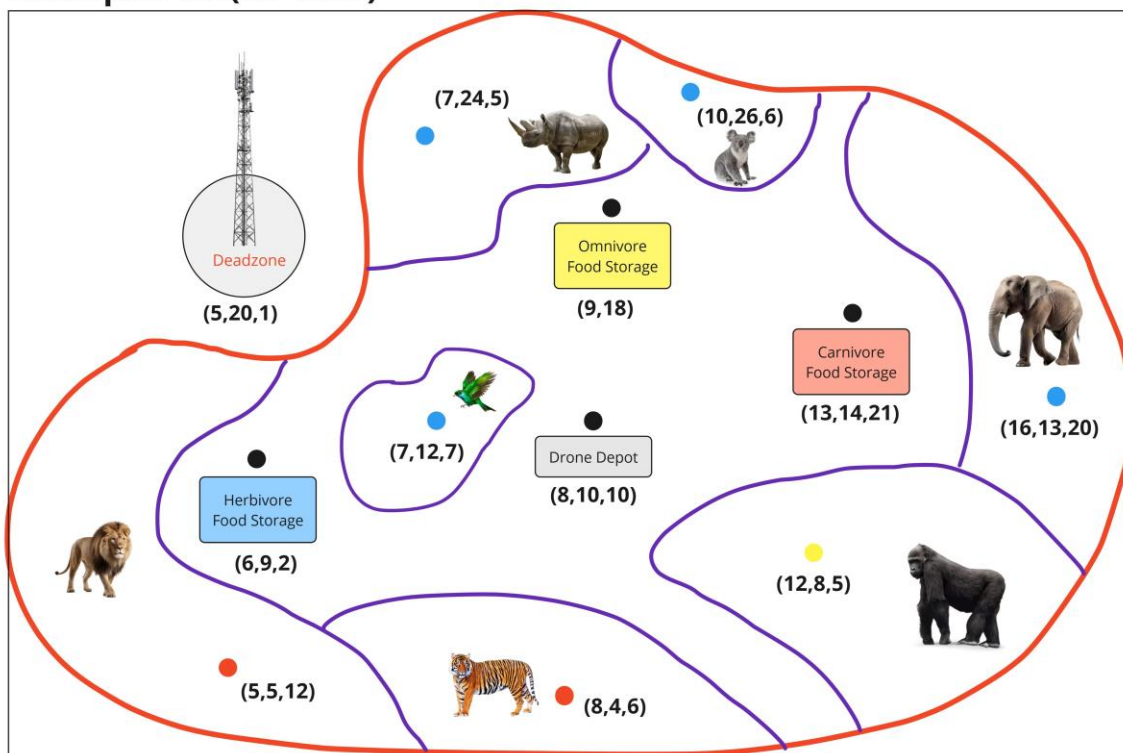 (7,24,5)
(10,26,6)
Deadzone
(5,20,1)
Omnivore
Food Storage
(9,18)
Carnivore
Food Storage
(13,14,21)
(16,13,20)
(7,12,7)
Drone Depot
(8,10,10)
Herbivore
Food Storage
(6,9,2)
(12,8,5)
(5,5,12)
(8,4,6)